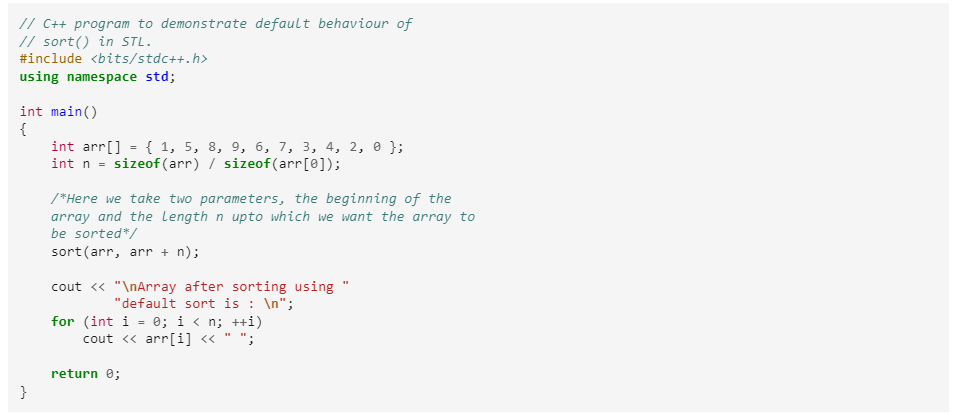 // C++ program to demonstrate default behaviour of
// sort() in STL.
#include <bits/stdc++.h>
using namespace std;

int main()
{
    int arr[] = { 1, 5, 8, 9, 6, 7, 3, 4, 2, 0 };
    int n = sizeof(arr) / sizeof(arr[0]);

    /*Here we take two parameters, the beginning of the
    array and the length n upto which we want the array to
    be sorted*/
    sort(arr, arr + n);

    cout << "\nArray after sorting using "
            "default sort is : \n";
    for (int i = 0; i < n; ++i)
        cout << arr[i] << " ";

    return 0;
}